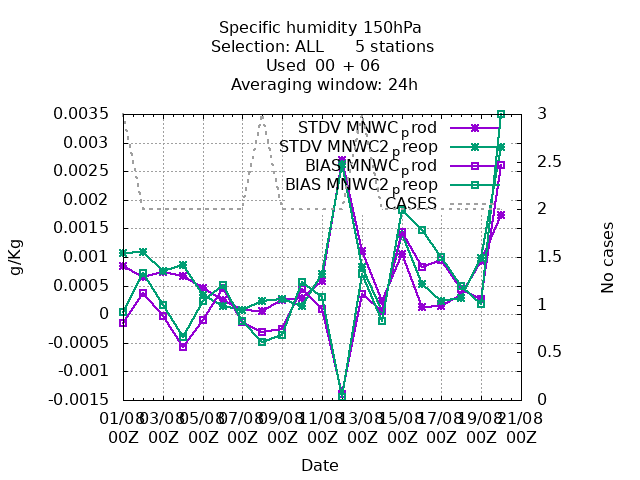 Specific humidity 150hPa
Selection: ALL 5 stations
Used 00 + 06
Averaging window: 24h
0.0035
0.003
0.0025
0.002
0.0015
0.001
0.0005
0
-0.0005
-0.001
-0.0015
g/Kg
STDV MNWC_prod
STDV MNWC2_preop
BIAS MNWC_prod
BIAS MNWC2_preop
CASES
3
2.5
2
1.5
1
0.5
0
No cases
01/08 03/08 05/08 07/08 09/08 11/08 13/08 15/08 17/08 19/08 21/08
00Z 00Z 00Z 00Z 00Z 00Z 00Z 00Z 00Z 00Z 00Z
Date